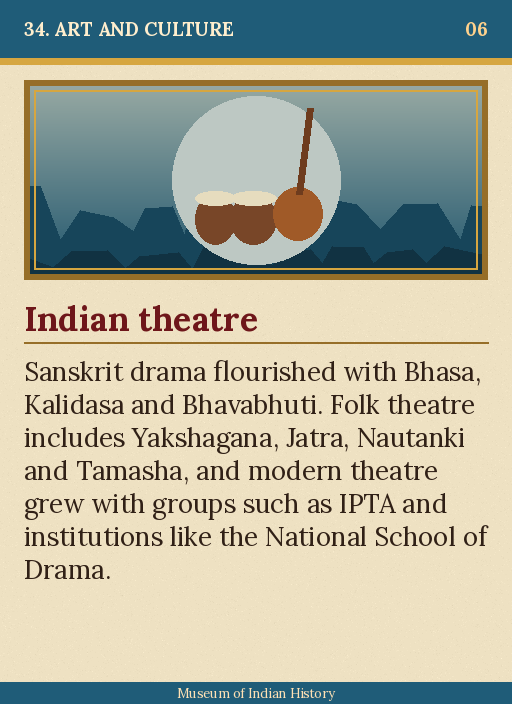 34. ART AND CULTURE
06
Indian theatre
Sanskrit drama flourished with Bhasa,
Kalidasa and Bhavabhuti. Folk theatre
includes Yakshagana, Jatra, Nautanki
and Tamasha, and modern theatre
grew with groups such as IPTA and
institutions like the National School of
Drama.
Museum of Indian History